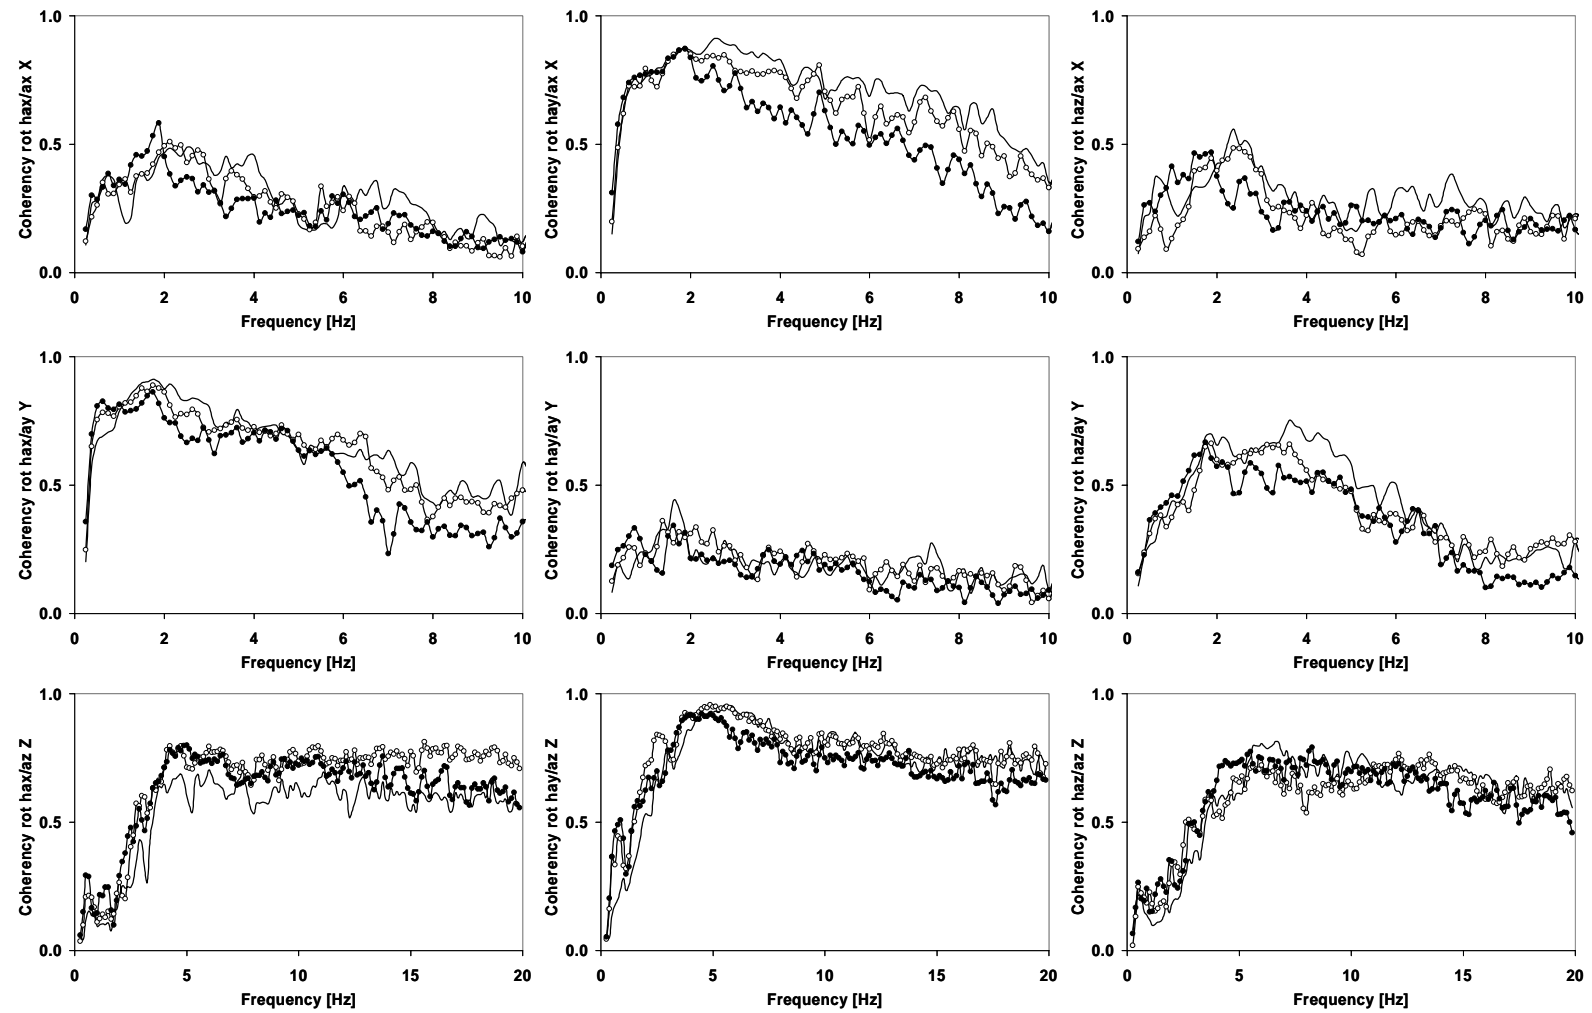 1.0 1.0 1.0
Coherency rot hax/ax X Coherency rot hay/ax X Coherency rot haz/ax X
0.5 0.5 0.5
0.0 0.0 0.0
0 2 4 6 8 10 0 2 4 6 8 10 0 2 4 6 8 10
Frequency [Hz] Frequency [Hz] Frequency [Hz]
1.0 1.0 1.0
Coherency rot hax/ay Y Coherency rot hay/ay Y Coherency rot haz/ay Y
0.5 0.5 0.5
0.0 0.0 0.0
0 2 4 6 8 10 0 2 4 6 8 10 0 2 4 6 8 10
Frequency [Hz] Frequency [Hz] Frequency [Hz]
1.0 1.0 1.0
Coherency rot hax/az Z Coherency rot hay/az Z Coherency rot haz/az Z
0.5 0.5 0.5
0.0 0.0 0.0
0 5 10 15 20 0 5 10 15 20 0 5 10 15 20
Frequency [Hz] Frequency [Hz] Frequency [Hz]